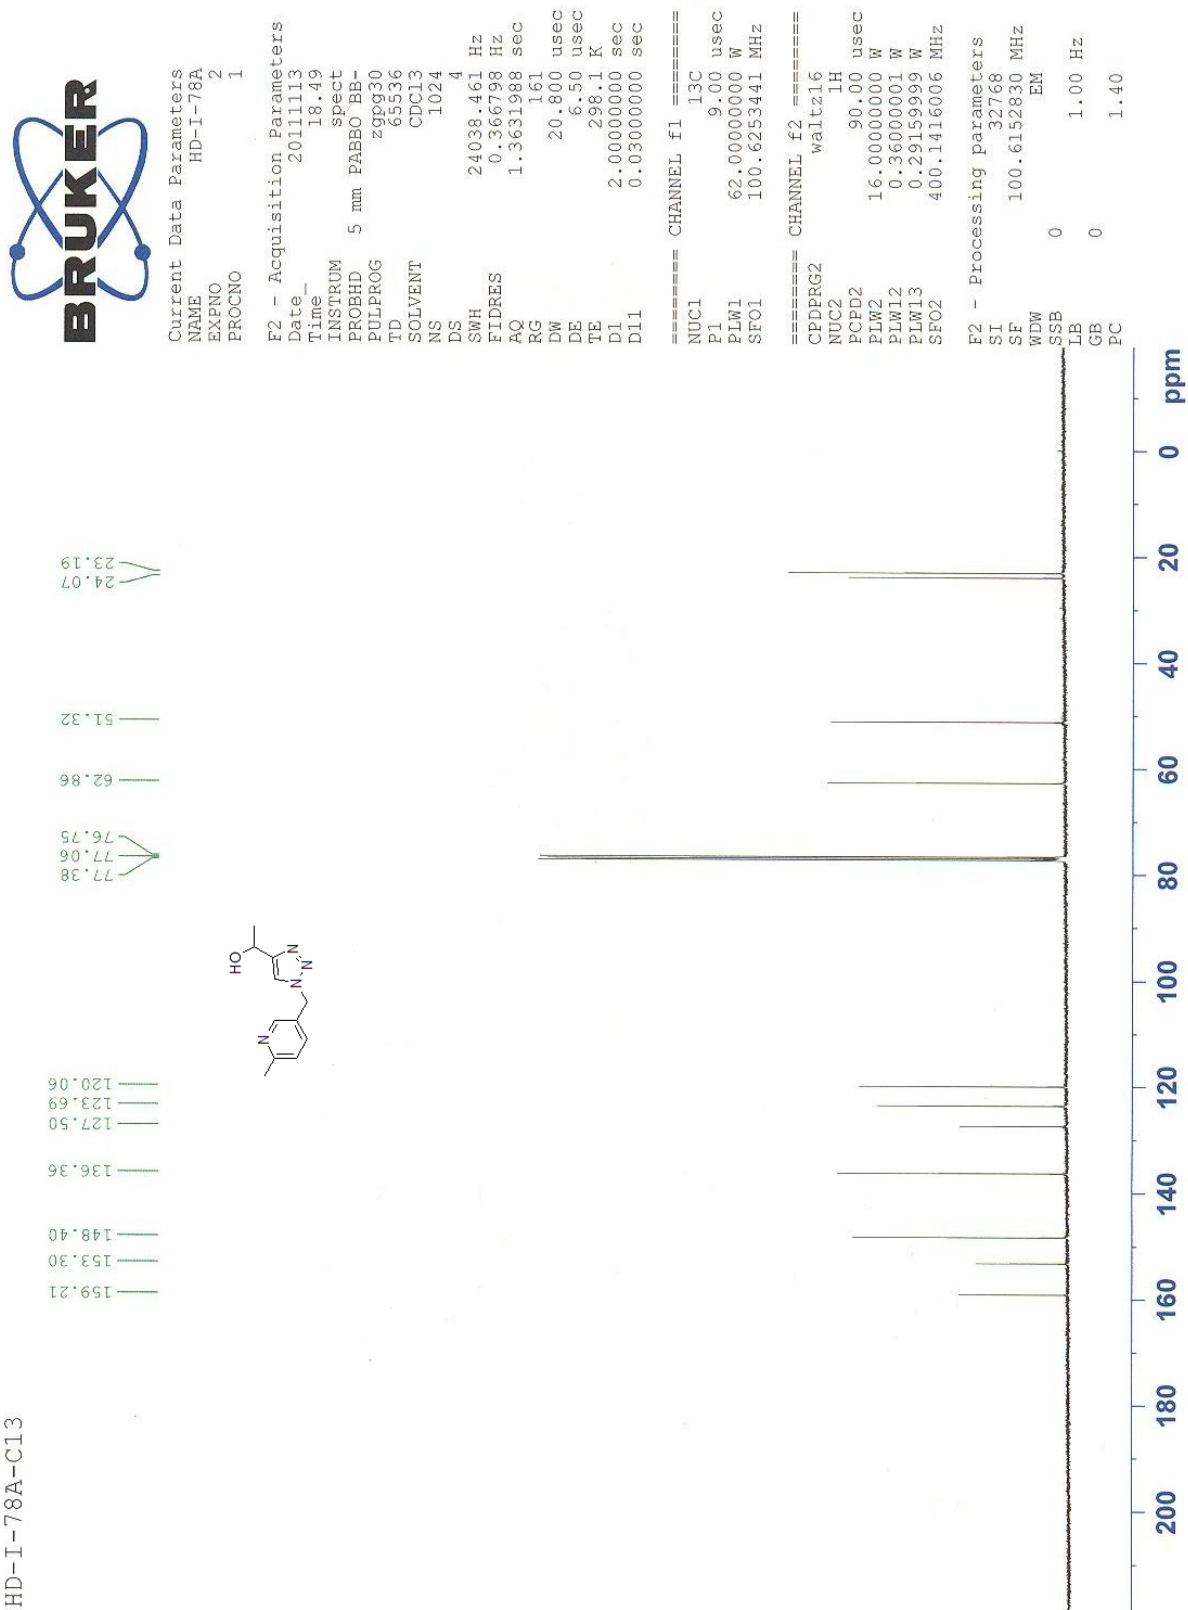 HD-I-78A-C13
159.21
153.30
148.40
136.36
127.50
123.69
120.06
77.38
77.06
76.75
62.86
51.32
24.07
23.19
HO
N
N
N
N
200
180
160
140
120
100
80
60
40
20
0
ppm
BRUKER
Current Data Parameters
NAME HD-I-78A
EXPNO 2
PROCNO 1
F2 - Acquisition Parameters
Date_ 20111113
Time 18.49
INSTRUM spect
PROBHD 5 mm PABBO BB-
PULPROG zgpg30
TD 65536
SOLVENT CDCl3
NS 1024
DS 4
SWH 24038.461 Hz
FIDRES 0.366798 Hz
AQ 1.3631988 sec
RG 161
DW 20.800 usec
DE 6.50 usec
TE 298.1 K
D1 2.00000000 sec
D11 0.03000000 sec
======== CHANNEL f1 ========
NUC1 13C
P1 9.00 usec
PLW1 62.00000000 W
SFO1 100.6253441 MHz
======== CHANNEL f2 ========
CPDPRG2 waltz16
NUC2 1H
PCPD2 90.00 usec
PLW2 16.00000000 W
PLW12 0.36000001 W
PLW13 0.29159999 W
SFO2 400.1416006 MHz
F2 - Processing parameters
SI 32768
SF 100.6152830 MHz
WDW EM
SSB 0
LB 1.00 Hz
GB 0
PC 1.40